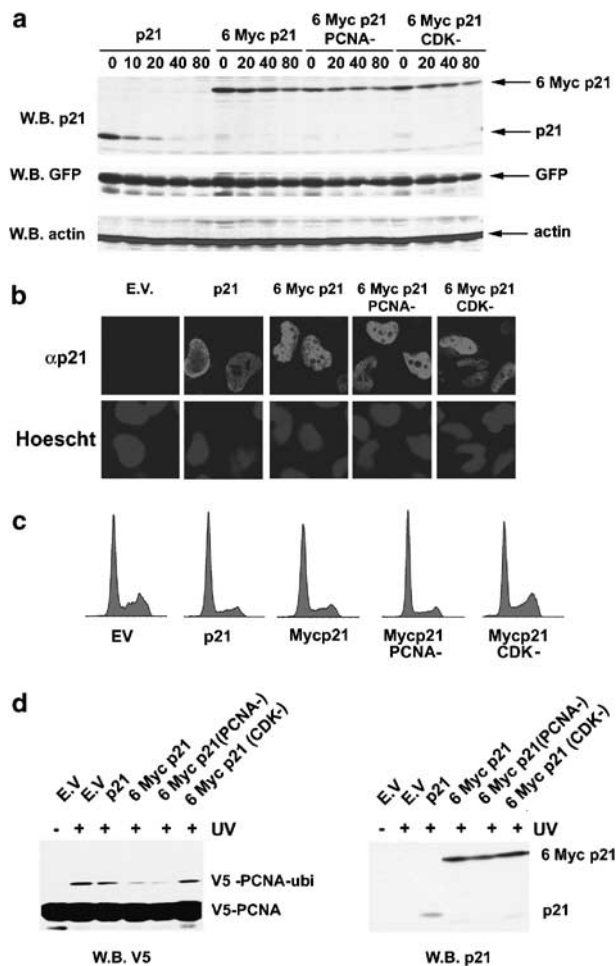 a
p21
6 Myc p21
6 Myc p21 PCNA-
6 Myc p21 CDK-
0 10 20 40 80 0 20 40 80 0 20 40 80 0 20 40 80
W.B. p21
6 Myc p21
p21
W.B. GFP
GFP
W.B. actin
actin
b
E.V.
p21
6 Myc p21
6 Myc p21 PCNA-
6 Myc p21 CDK-
αp21
Hoescht
c
EV
p21
Mycp21
Mycp21 PCNA-
Mycp21 CDK-
d
E.V
E.V
p21
6 Myc p21
6 Myc p21(PCNA-)
6 Myc p21 (CDK-)
- + + + + + UV
V5 -PCNA-ubi
V5-PCNA
W.B. V5
E.V
E.V
p21
6 Myc p21
6 Myc p21(PCNA-)
6 Myc p21 (CDK-)
- + + + + + UV
6 Myc p21
p21
W.B. p21